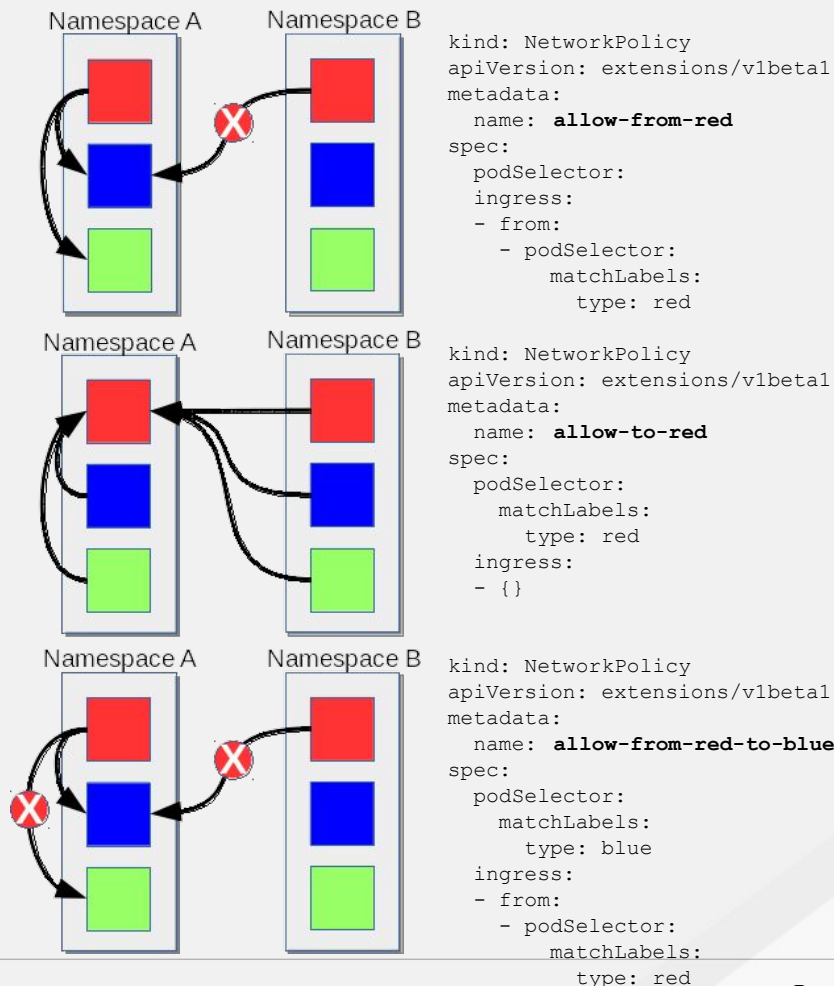 Namespace A
Namespace B
kind: NetworkPolicy
apiVersion: extensions/v1beta1
metadata:
  name: allow-from-red
spec:
  podSelector:
  ingress:
  - from:
    - podSelector:
        matchLabels:
          type: red
X
Namespace A
Namespace B
kind: NetworkPolicy
apiVersion: extensions/v1beta1
metadata:
  name: allow-to-red
spec:
  podSelector:
    matchLabels:
      type: red
  ingress:
  - {}
Namespace A
Namespace B
kind: NetworkPolicy
apiVersion: extensions/v1beta1
metadata:
  name: allow-from-red-to-blue
spec:
  podSelector:
    matchLabels:
      type: blue
  ingress:
  - from:
    - podSelector:
        matchLabels:
          type: red
X
X